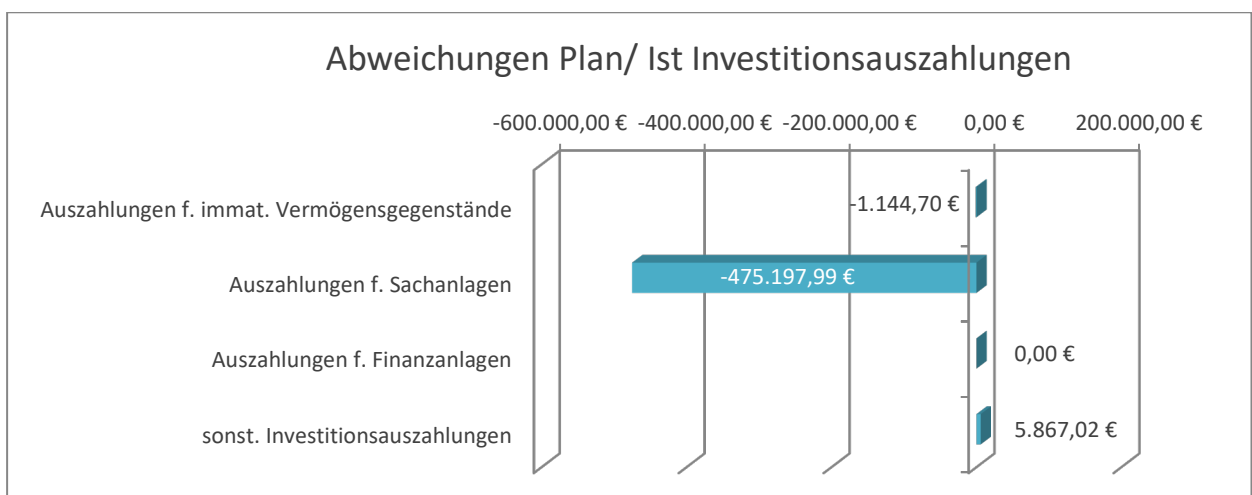 Abweichungen Plan/ Ist Investitionsauszahlungen
-600.000,00 € -400.000,00 € -200.000,00 € 0,00 € 200.000,00 €
Auszahlungen f. immat. Vermögensgegenstände -1.144,70 €
Auszahlungen f. Sachanlagen -475.197,99 €
Auszahlungen f. Finanzanlagen 0,00 €
sonst. Investitionsauszahlungen 5.867,02 €